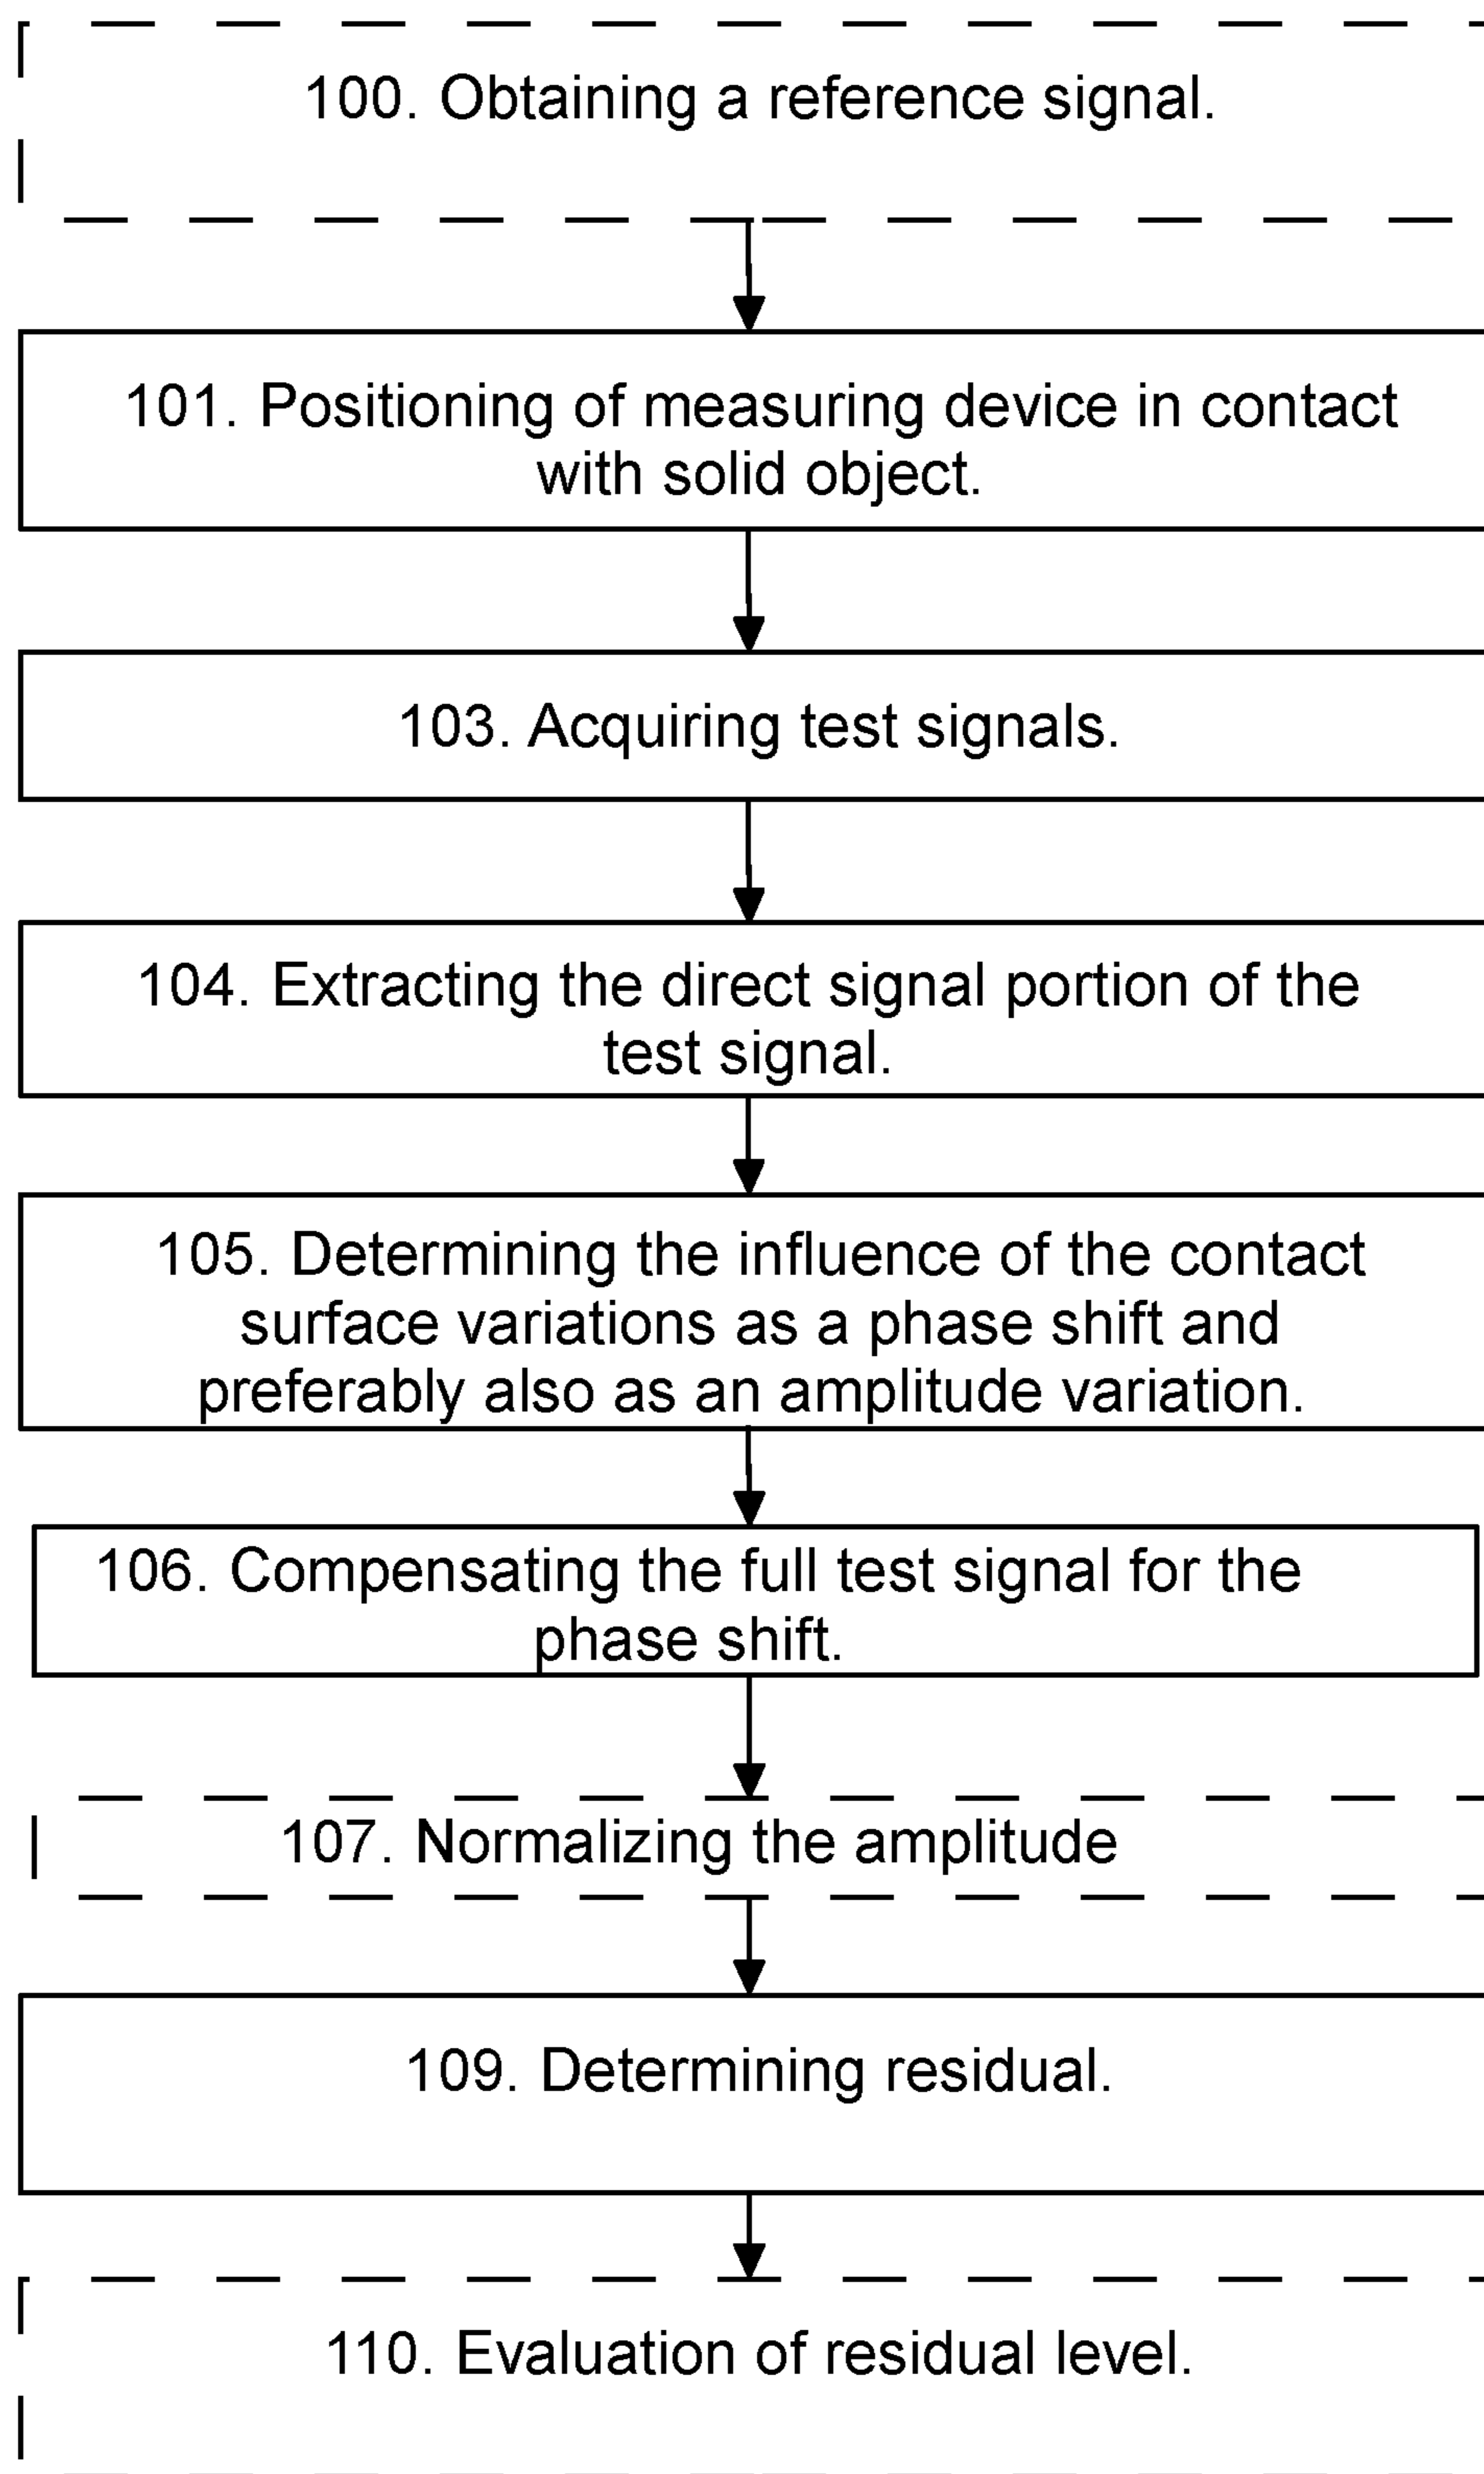 100. Obtaining a reference signal.
101. Positioning of measuring device in contact
with solid object.
103. Acquiring test signals.
104. Extracting the direct signal portion of the
test signal.
105. Determining the influence of the contact
surface variations as a phase shift and
preferably also as an amplitude variation.
106. Compensating the full test signal for the
phase shift.
107. Normalizing the amplitude
109. Determining residual.
110. Evaluation of residual level.